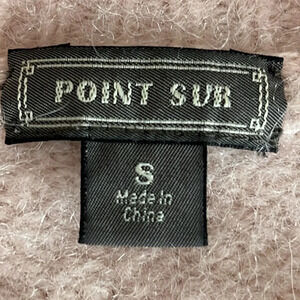 POINT SUR
S
Made in
China